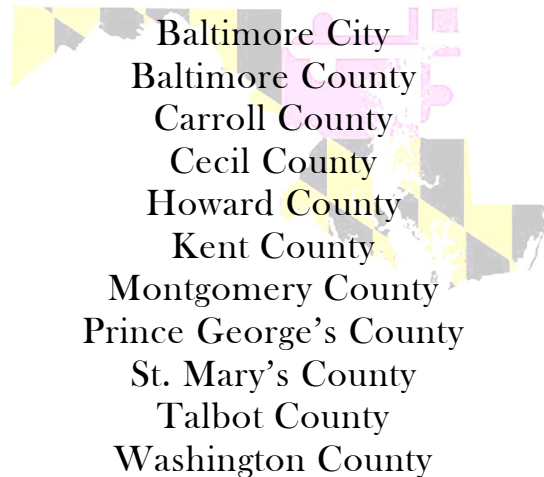 Baltimore City
Baltimore County
Carroll County
Cecil County
Howard County
Kent County
Montgomery County
Prince George’s County
St. Mary’s County
Talbot County
Washington County